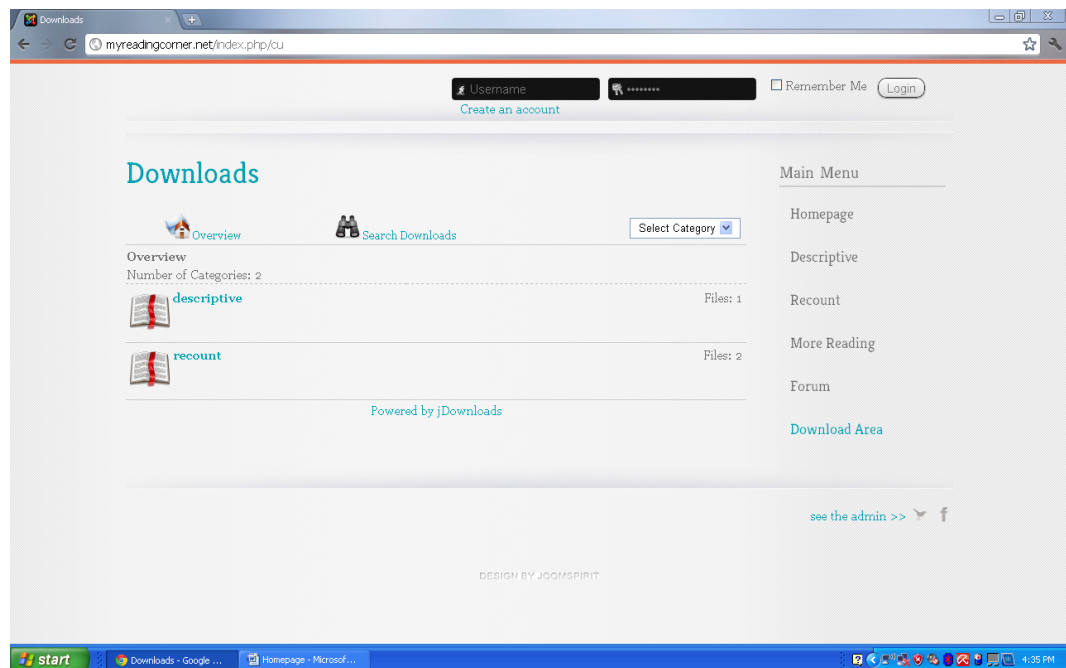 Downloads
myreadingcorner.net/index.php/cu
Username
••••••••
Remember Me
Login
Create an account
Downloads
Main Menu
Overview
Search Downloads
Select Category
Homepage
Overview
Number of Categories: 2
Descriptive
descriptive
Files: 1
Recount
recount
Files: 2
More Reading
Forum
Powered by jDownloads
Download Area
see the admin >>
DESIGN BY JOOMSPIRIT
start
Downloads - Google ...
Homepage - Microsof...
4:35 PM